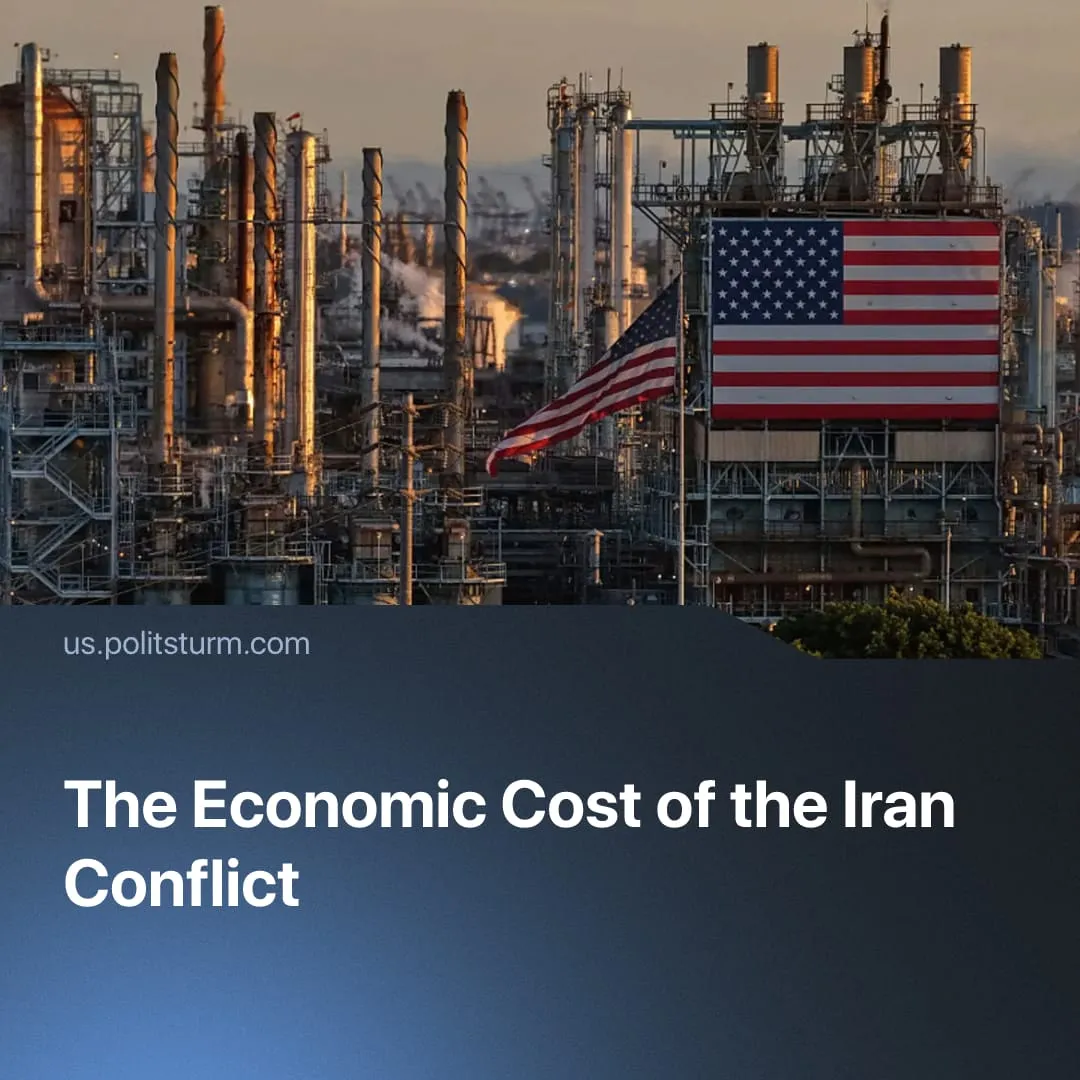 us.politsturm.com
The Economic Cost of the Iran
Conflict